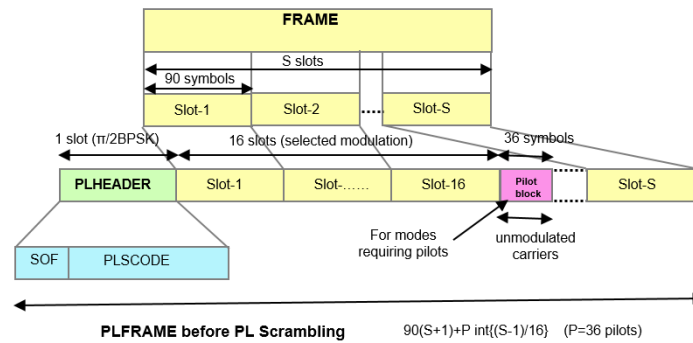 FRAME
S slots
90 symbols
Slot-1 Slot-2 ..... Slot-S
1 slot (π/2BPSK) 16 slots (selected modulation) 36 symbols
PLHEADER Slot-1 Slot-...... Slot-16 Pilot block Slot-S
For modes requiring pilots
unmodulated carriers
SOF PLSCODE
PLFRAME before PL Scrambling 90(S+1)+P int{(S-1)/16} (P=36 pilots)